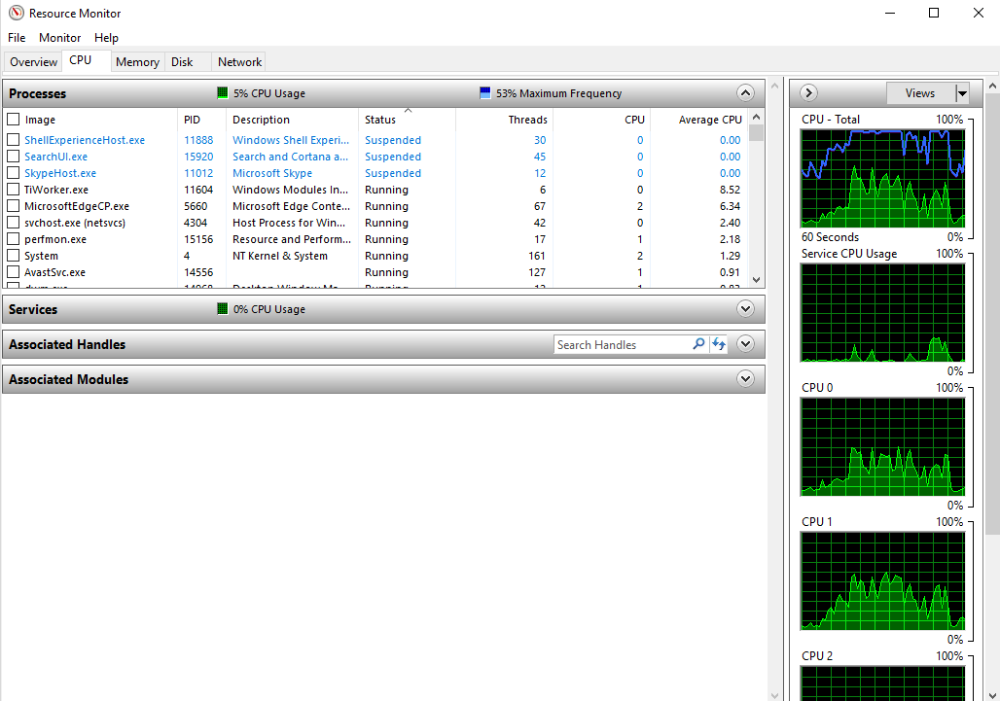 Resource Monitor
File Monitor Help
Overview CPU Memory Disk Network
Processes 5% CPU Usage 53% Maximum Frequency
Image PID Description Status Threads CPU Average CPU
ShellExperienceHost.exe 11888 Windows Shell Experi... Suspended 30 0 0.00
SearchUI.exe 15920 Search and Cortana a... Suspended 45 0 0.00
SkypeHost.exe 11012 Microsoft Skype Suspended 12 0 0.00
TiWorker.exe 11604 Windows Modules In... Running 6 0 8.52
MicrosoftEdgeCP.exe 5660 Microsoft Edge Conte... Running 67 2 6.34
svchost.exe (netsvcs) 4304 Host Process for Win... Running 42 0 2.40
perfmon.exe 15156 Resource and Perform... Running 17 1 2.18
System 4 NT Kernel & System Running 161 2 1.29
AvastSvc.exe 14556 Running 127 1 0.91
Services 0% CPU Usage
Associated Handles Search Handles
Associated Modules
Views
CPU - Total 100%
60 Seconds 0%
Service CPU Usage 100%
0%
CPU 0 100%
0%
CPU 1 100%
0%
CPU 2 100%